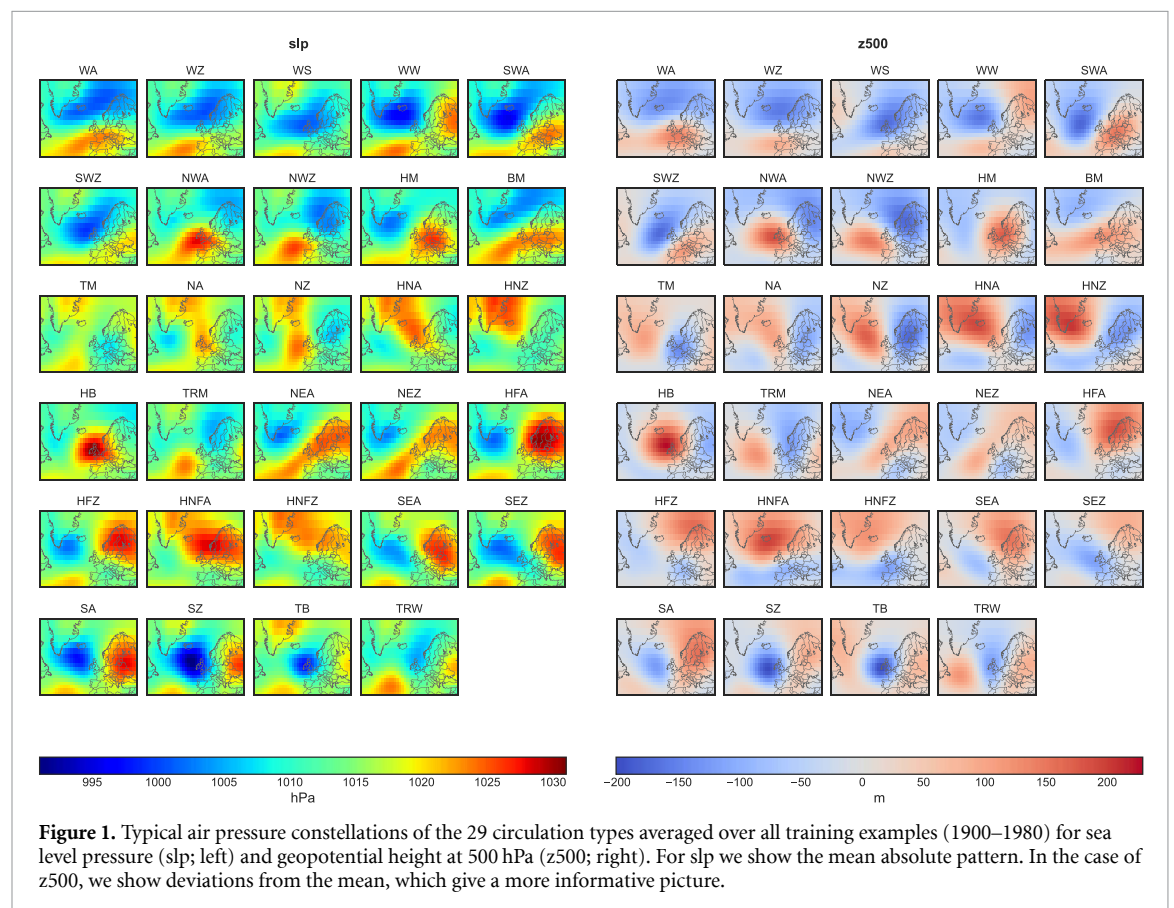 slp
z500
WA WZ WS WW SWA
WA WZ WS WW SWA
SWZ NWA NWZ HM BM
SWZ NWA NWZ HM BM
TM NA NZ HNA HNZ
TM NA NZ HNA HNZ
HB TRM NEA NEZ HFA
HB TRM NEA NEZ HFA
HFZ HNFA HNFZ SEA SEZ
HFZ HNFA HNFZ SEA SEZ
SA SZ TB TRW
SA SZ TB TRW
995 1000 1005 1010 1015 1020 1025 1030
hPa
−200 −150 −100 −50 0 50 100 150 200
m
Figure 1. Typical air pressure constellations of the 29 circulation types averaged over all training examples (1900–1980) for sea
level pressure (slp; left) and geopotential height at 500 hPa (z500; right). For slp we show the mean absolute pattern. In the case of
z500, we show deviations from the mean, which give a more informative picture.